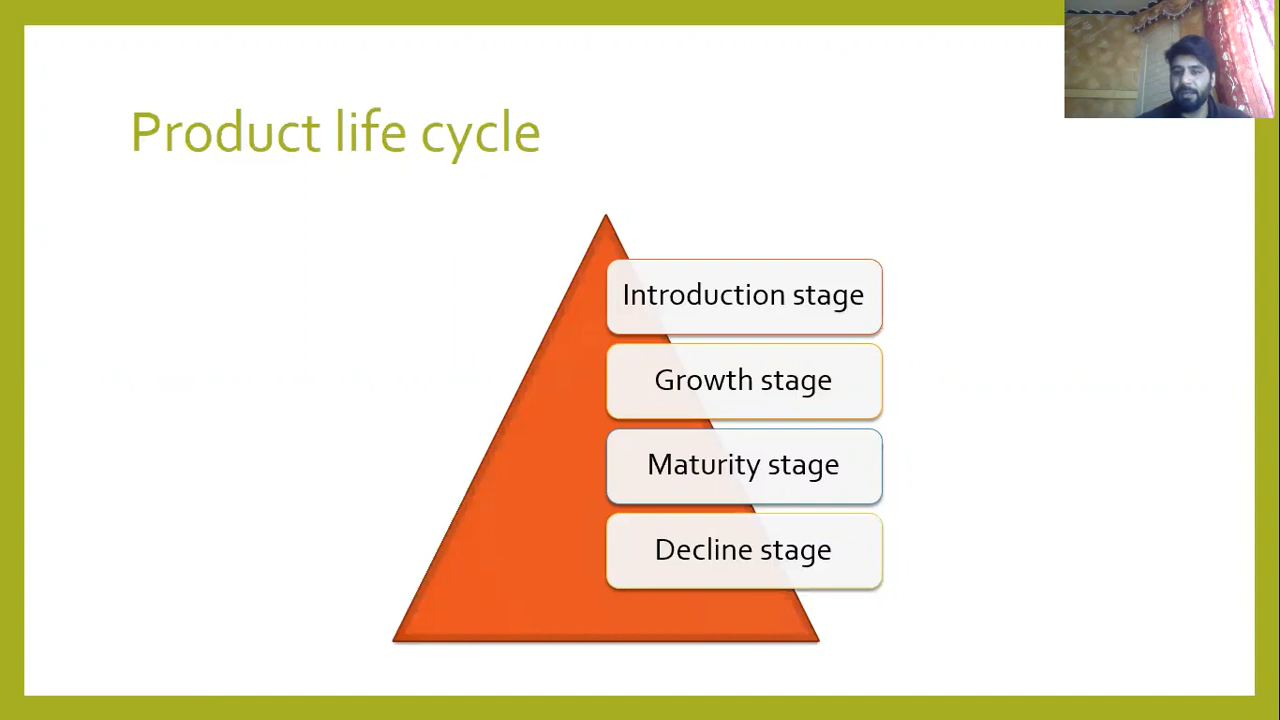 Product life cycle
Introduction stage
Growth stage
Maturity stage
Decline stage